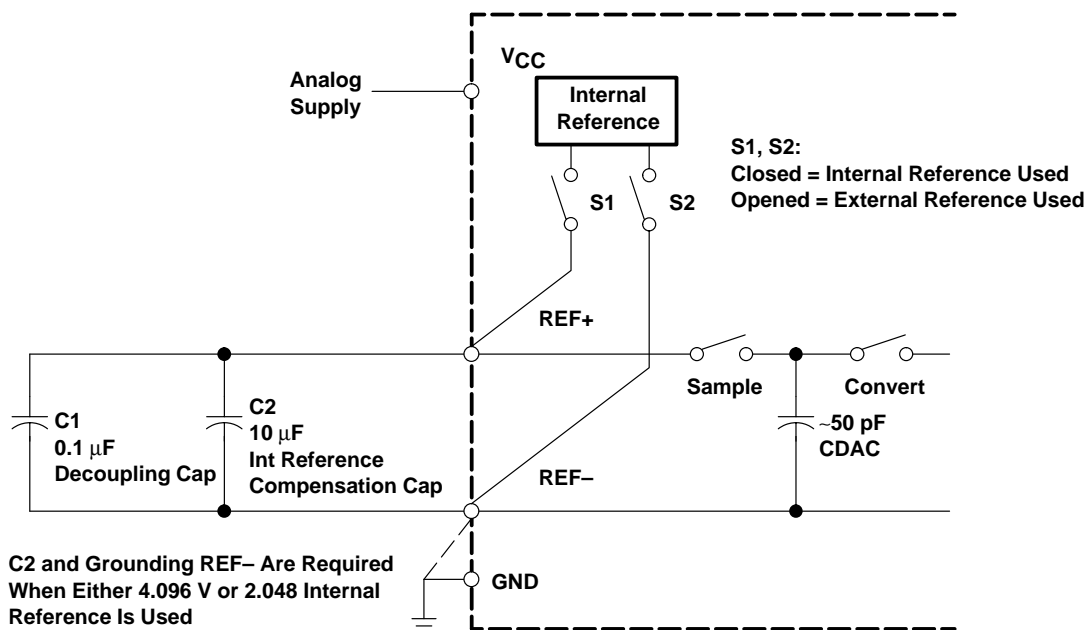 VCC
Analog
Supply
Internal
Reference
S1, S2:
Closed = Internal Reference Used
Opened = External Reference Used
S1
S2
REF+
Sample
Convert
C1
0.1 μF
Decoupling Cap
C2
10 μF
Int Reference
Compensation Cap
~50 pF
CDAC
REF–
C2 and Grounding REF– Are Required
When Either 4.096 V or 2.048 Internal
Reference Is Used
GND